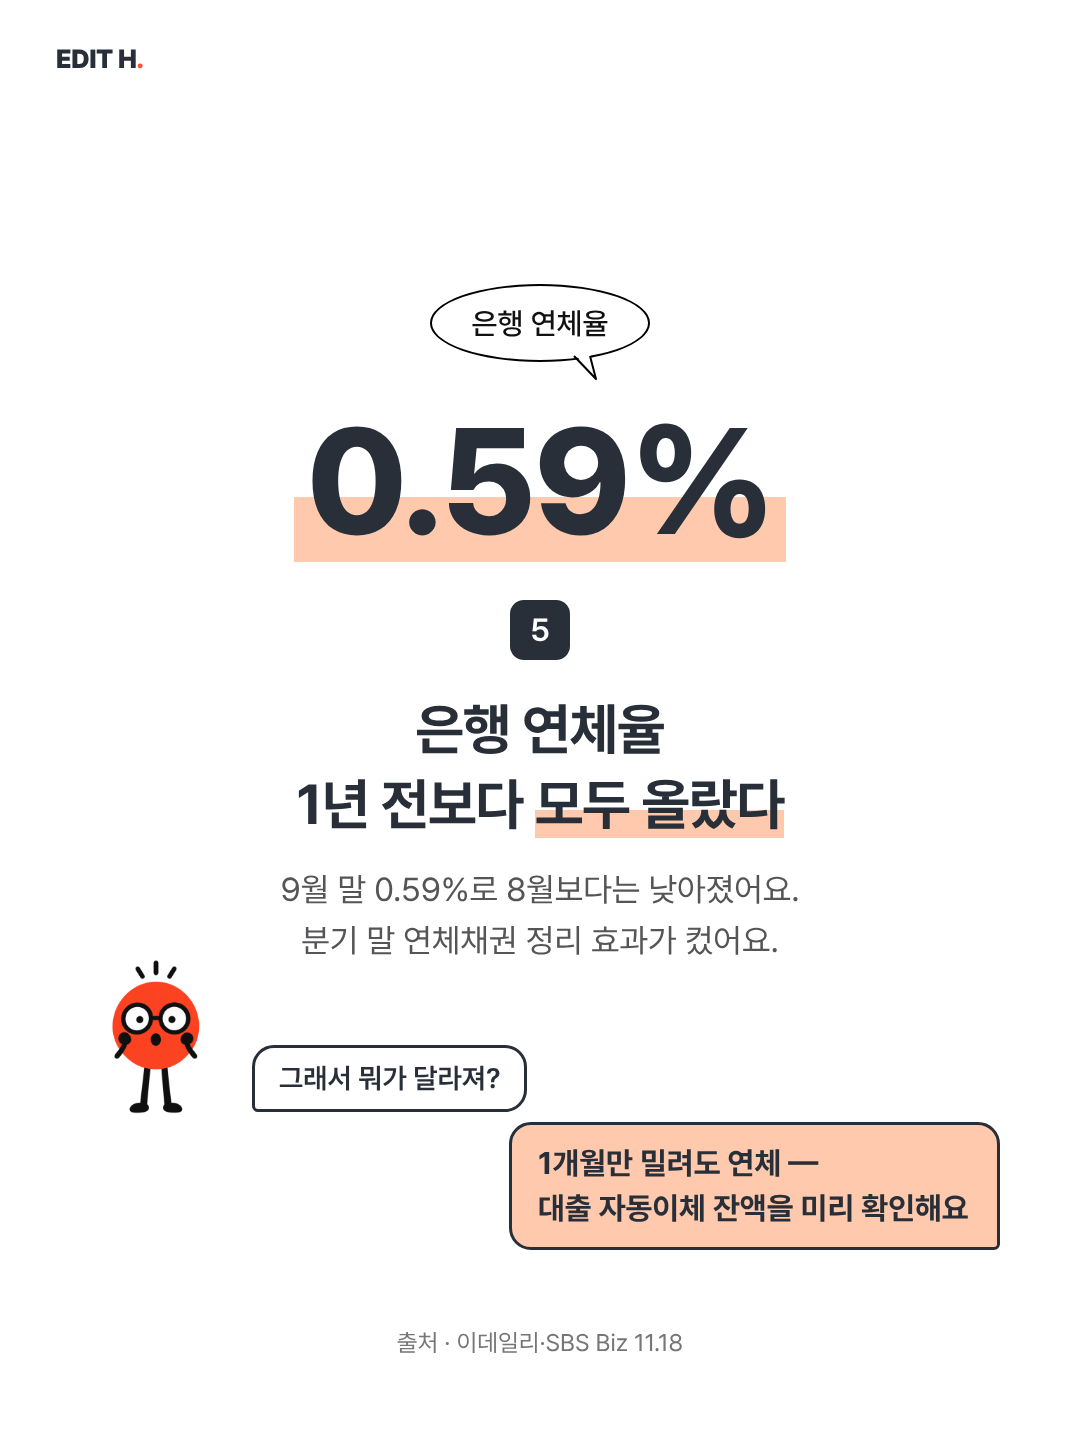 EDIT H.
은행 연체율
0.59%
5
은행 연체율
1년 전보다 모두 올랐다
9월 말 0.59%로 8월보다는 낮아졌어요.
분기 말 연체채권 정리 효과가 컸어요.
그래서 뭐가 달라져?
1개월만 밀려도 연체 —
대출 자동이체 잔액을 미리 확인해요
출처 · 이데일리·SBS Biz 11.18